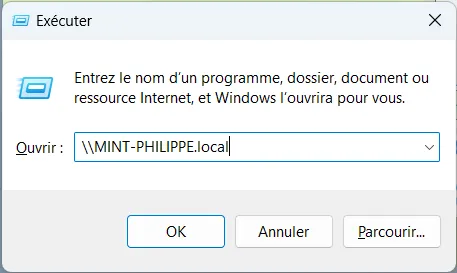 Exécuter
Entrez le nom d'un programme, dossier, document ou
ressource Internet, et Windows l'ouvrira pour vous.
Ouvrir : \\MINT-PHILIPPE.local
OK Annuler Parcourir...